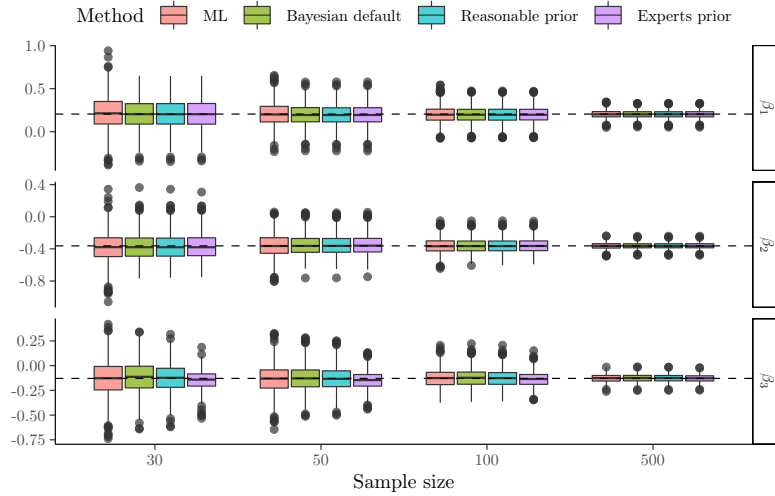 Method ML Bayesian default Reasonable prior Experts prior
1.0
0.5
0.0
β1
0.4
0.0
-0.4
-0.8
β2
0.25
0.00
-0.25
-0.50
-0.75
β3
30 50 100 500
Sample size